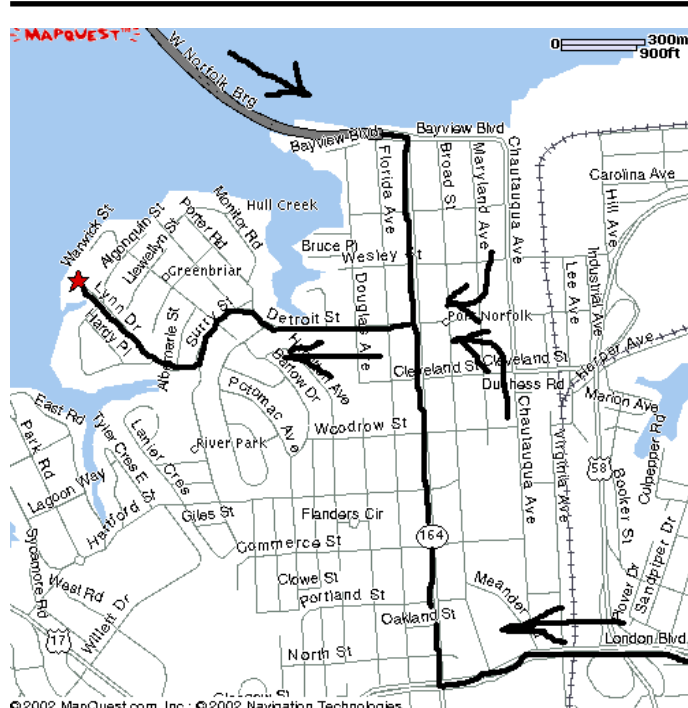 MAPQUEST
0 300m
900ft
W Norfolk Brg
Bayview Blvd
Bayview Blvd
Florida Ave
Broad St
Maryland Ave
Chautauqua Ave
Carolina Ave
Hill Ave
Industrial Ave
Lee Ave
Warwick St
Algonquin St
Llewellyn St
Porter Rd
Monitor Rd
Hull Creek
Bruce Pl
Wesley St
Greenbriar
Lynn Dr
Hardy Pl
Albemarle St
Surry St
Detroit St
Douglas Ave
Port Norfolk
Cleveland St
Cleveland St
Harper Ave
Duchess Rd
Bartow Dr
Potomac Ave
River Park
Woodrow St
Chautauqua Ave
Virginia Ave
Marion Ave
Culpepper Rd
58
Booker St
East Rd
Park Rd
Lagoon Way
Tyler Cres E
Lanier Cres
Hertford St
Giles St
Flanders Cir
Commerce St
164
Clowe St
Portland St
Oakland St
Meander
Plover Dr
Sandpiper Dr
London Blvd
Sycamore Rd
West Rd
17
Willett Dr
North St
©2002 MapQuest.com, Inc.; ©2002 Navigation Technologies